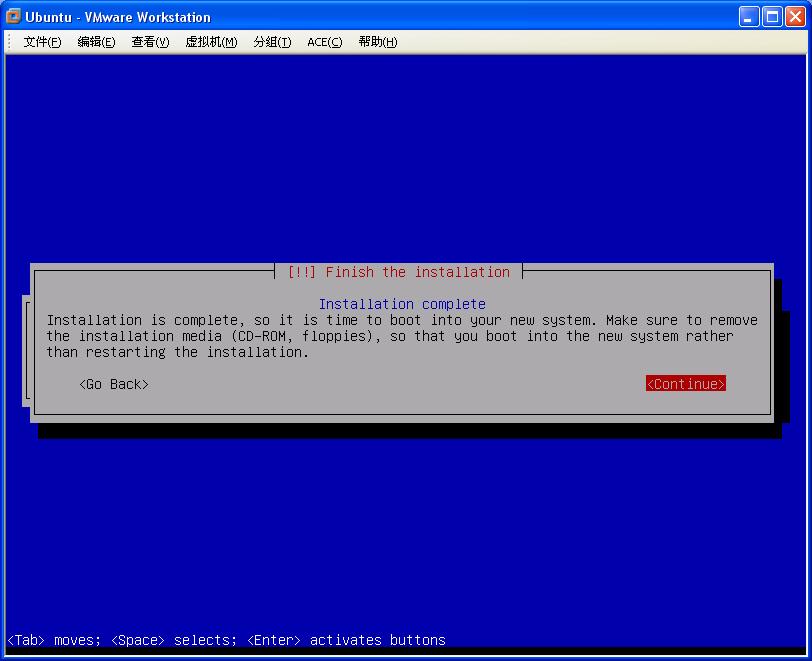 Ubuntu - VMware Workstation
文件(F) 编辑(E) 查看(V) 虚拟机(M) 分组(T) ACE(C) 帮助(H)
[!!] Finish the installation
Installation complete
Installation is complete, so it is time to boot into your new system. Make sure to remove
the installation media (CD-ROM, floppies), so that you boot into the new system rather
than restarting the installation.
<Go Back> <Continue>
<Tab> moves; <Space> selects; <Enter> activates buttons